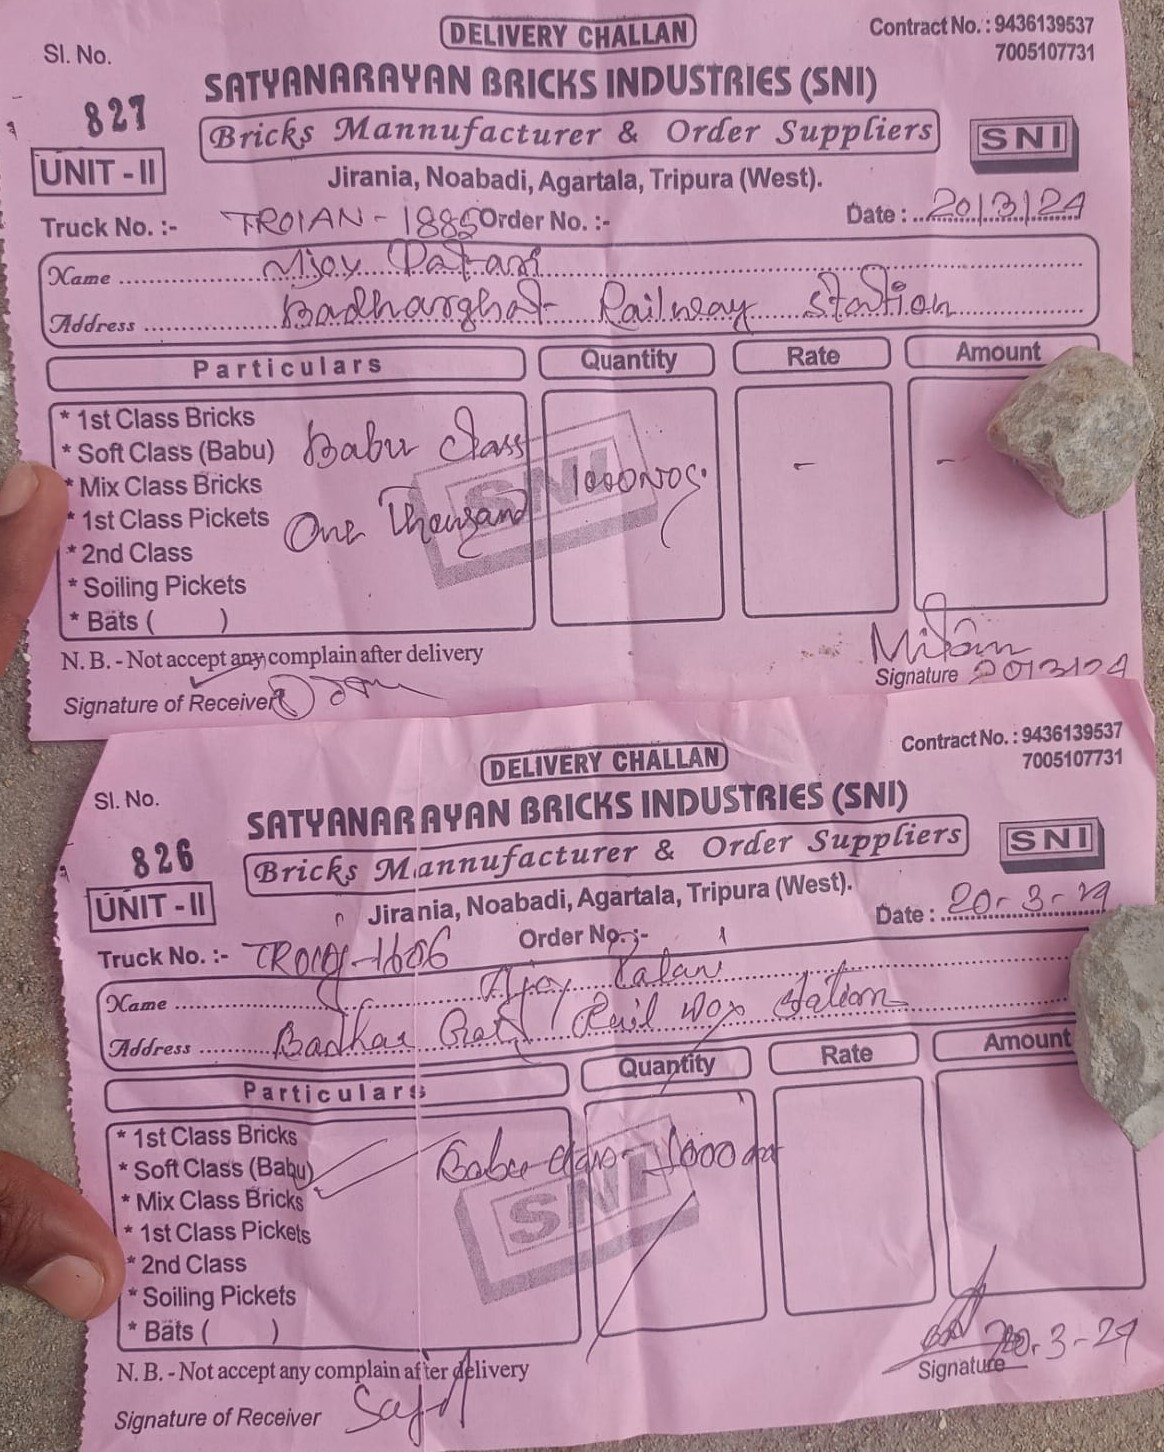 DELIVERY CHALLAN
Contract No. : 9436139537
7005107731
Sl. No.
827
SATYANARAYAN BRICKS INDUSTRIES (SNI)
Bricks Mannufacturer & Order Suppliers
SNI
UNIT - II
Jirania, Noabadi, Agartala, Tripura (West).
Truck No. :- TR01AN - 1885 Order No. :- Date : 20/3/24
Name
Address Badharghat Railway Station
Particulars Quantity Rate Amount
* 1st Class Bricks
* Soft Class (Babu) Babu Class
* Mix Class Bricks 1000 NOS. - -
* 1st Class Pickets One Thousand
* 2nd Class
* Soiling Pickets
* Bats ( )
SNI
N. B. - Not accept any complain after delivery
Signature 20/3/24
Signature of Receiver
DELIVERY CHALLAN
Contract No. : 9436139537
7005107731
Sl. No.
826
SATYANARAYAN BRICKS INDUSTRIES (SNI)
Bricks Mannufacturer & Order Suppliers
SNI
UNIT - II
Jirania, Noabadi, Agartala, Tripura (West).
Date : 20-3-24
Truck No. :- Order No. :-
Name Ajoy
Address Station
Particulars Quantity Rate Amount
* 1st Class Bricks
* Soft Class (Babu) Babu class - 1000
* Mix Class Bricks
* 1st Class Pickets
* 2nd Class
* Soiling Pickets
* Bats ( )
SNI
N. B. - Not accept any complain after delivery
Signature 20-3-24
Signature of Receiver